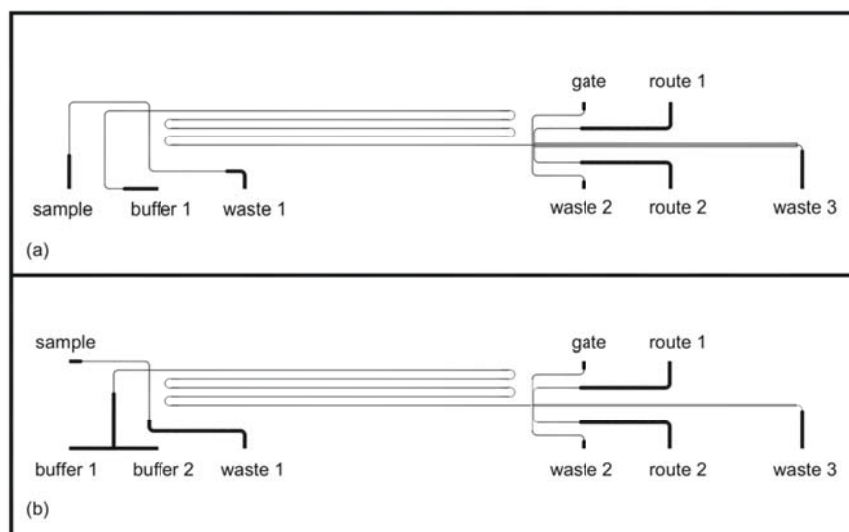 gate route 1
sample buffer 1 waste 1 waste 2 route 2 waste 3
(a)
sample gate route 1
buffer 1 buffer 2 waste 1 waste 2 route 2 waste 3
(b)